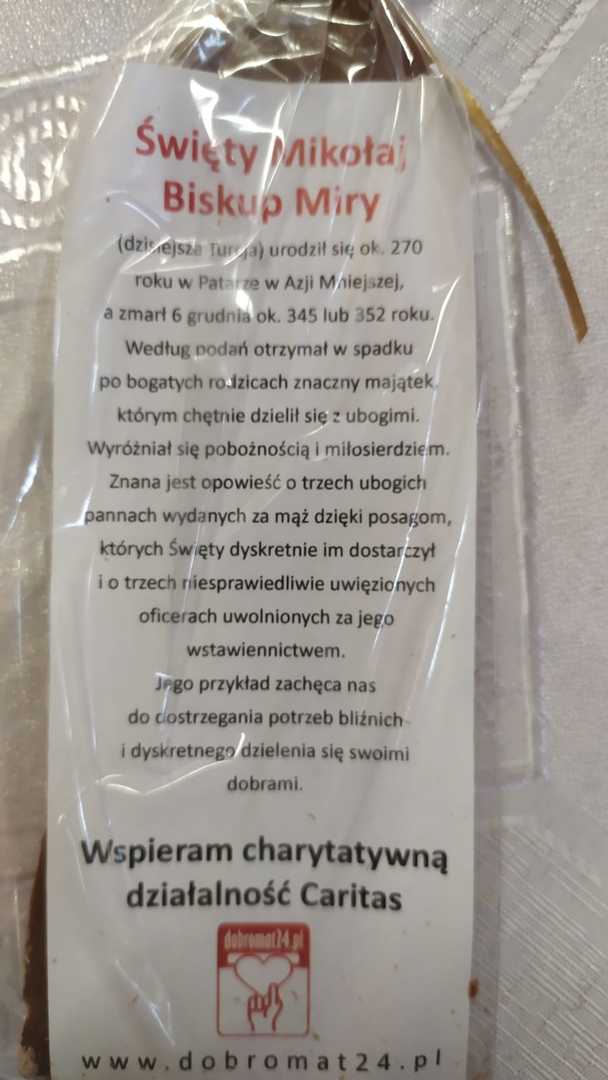 Święty Mikołaj
Biskup Miry
(dzisiejsza Turcja) urodził się ok. 270
roku w Patarze w Azji Mniejszej,
a zmarł 6 grudnia ok. 345 lub 352 roku.
Według podań otrzymał w spadku
po bogatych rodzicach znaczny majątek,
którym chętnie dzielił się z ubogimi.
Wyróżniał się pobożnością i miłosierdziem.
Znana jest opowieść o trzech ubogich
pannach wydanych za mąż dzięki posagom,
których Święty dyskretnie im dostarczył
i o trzech niesprawiedliwie uwięzionych
oficerach uwolnionych za jego
wstawiennictwem.
Jego przykład zachęca nas
do dostrzegania potrzeb bliźnich
i dyskretnego dzielenia się swoimi
dobrami.
Wspieram charytatywną
działalność Caritas
dobromat24.pl
www.dobromat24.pl